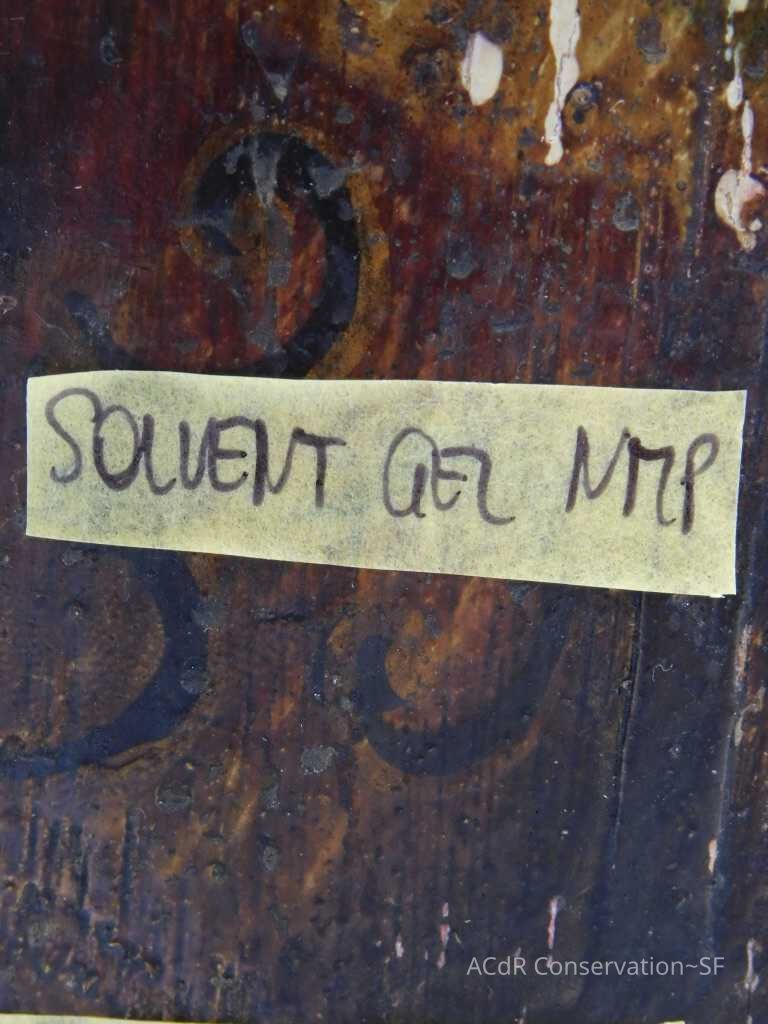 SOLVENT GEL NMP
ACdR Conservation~SF